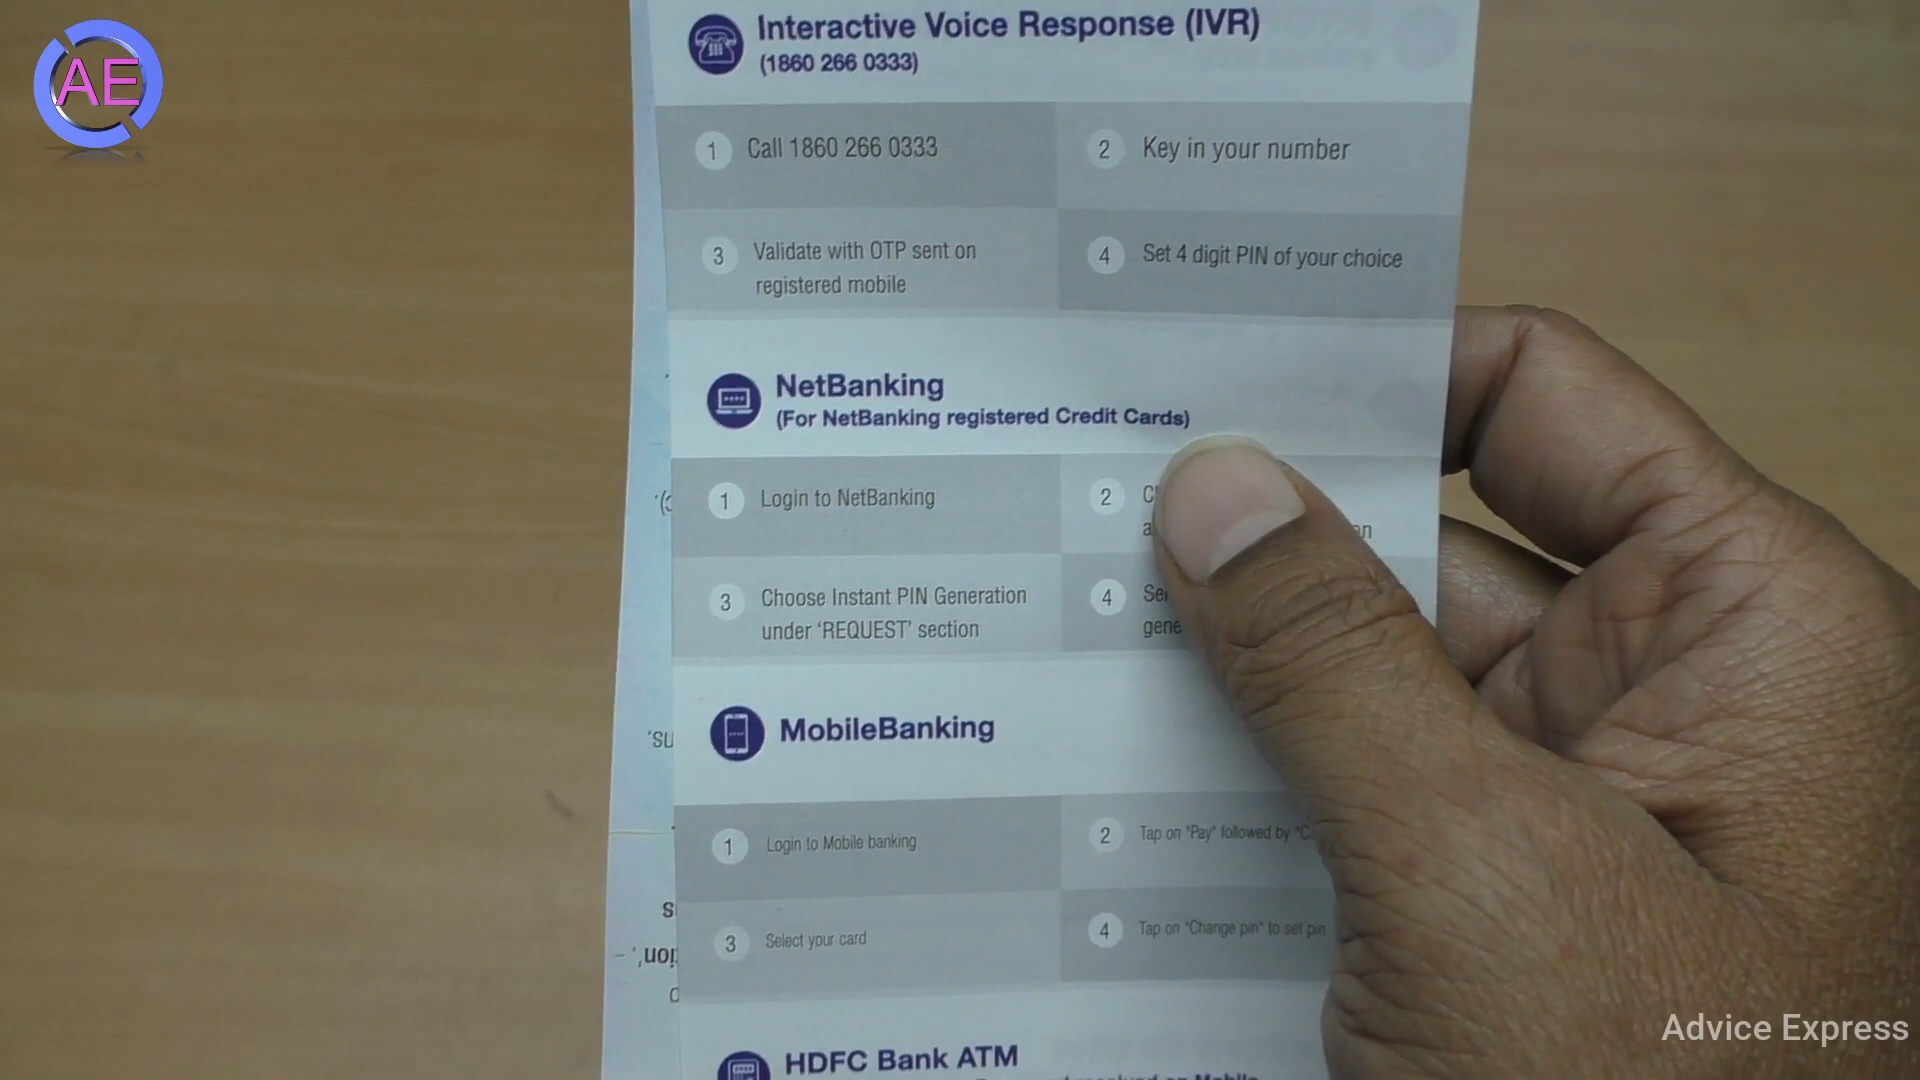 AE
Interactive Voice Response (IVR)
(1860 266 0333)
1 Call 1860 266 0333
2 Key in your number
3 Validate with OTP sent on
registered mobile
4 Set 4 digit PIN of your choice
NetBanking
(For NetBanking registered Credit Cards)
1 Login to NetBanking
2
3 Choose Instant PIN Generation
under ‘REQUEST’ section
4
MobileBanking
1 Login to Mobile banking
2 Tap on "Pay" followed by
3 Select your card
4 Tap on "Change pin" to set pin
HDFC Bank ATM
Mobile
Advice Express